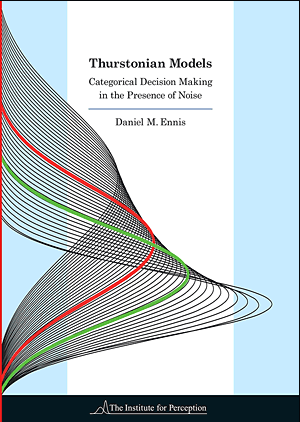 Thurstonian Models
Categorical Decision Making
in the Presence of Noise
Daniel M. Ennis
The Institute for Perception